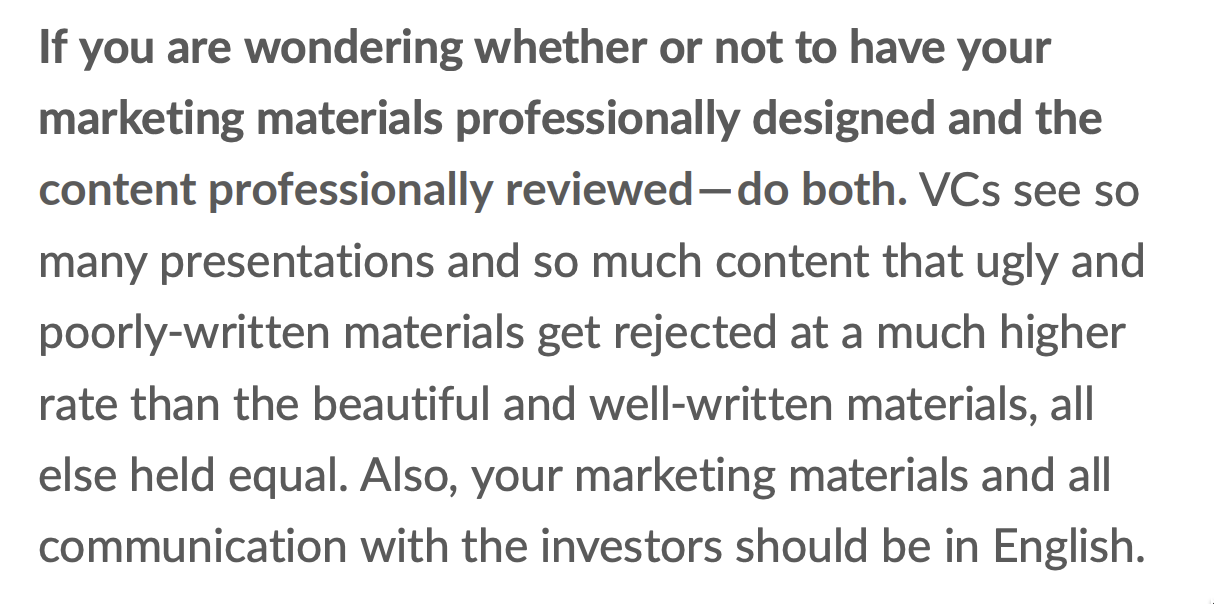 If you are wondering whether or not to have your
marketing materials professionally designed and the
content professionally reviewed—do both. VCs see so
many presentations and so much content that ugly and
poorly-written materials get rejected at a much higher
rate than the beautiful and well-written materials, all
else held equal. Also, your marketing materials and all
communication with the investors should be in English.